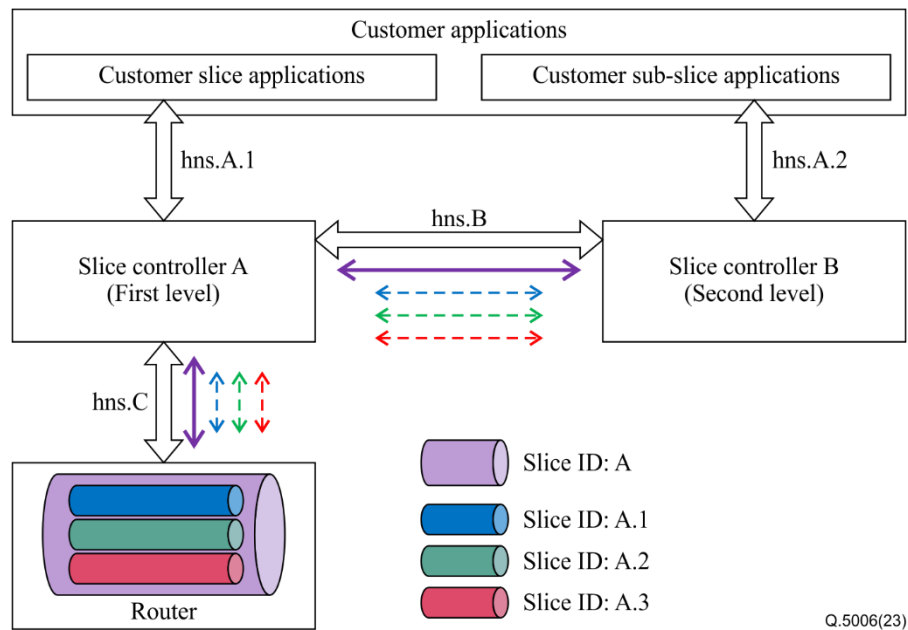 Customer applications
Customer slice applications
Customer sub-slice applications
hns.A.1
hns.A.2
hns.B
Slice controller A
(First level)
Slice controller B
(Second level)
hns.C
Slice ID: A
Slice ID: A.1
Slice ID: A.2
Slice ID: A.3
Router
Q.5006(23)